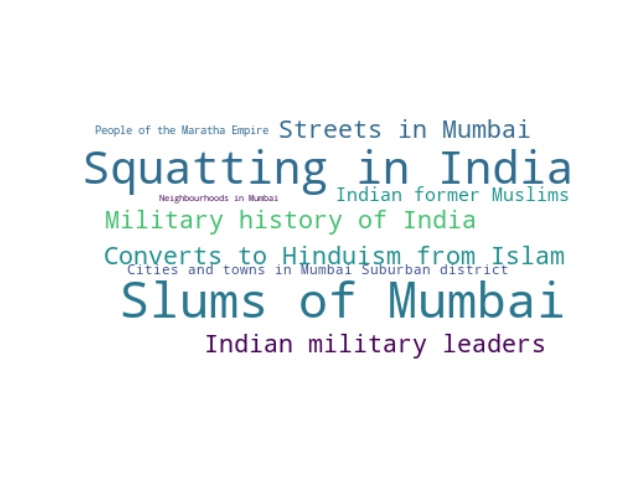 People of the Maratha Empire
Streets in Mumbai
Squatting in India
Neighbourhoods in Mumbai
Indian former Muslims
Military history of India
Converts to Hinduism from Islam
Cities and towns in Mumbai Suburban district
Slums of Mumbai
Indian military leaders